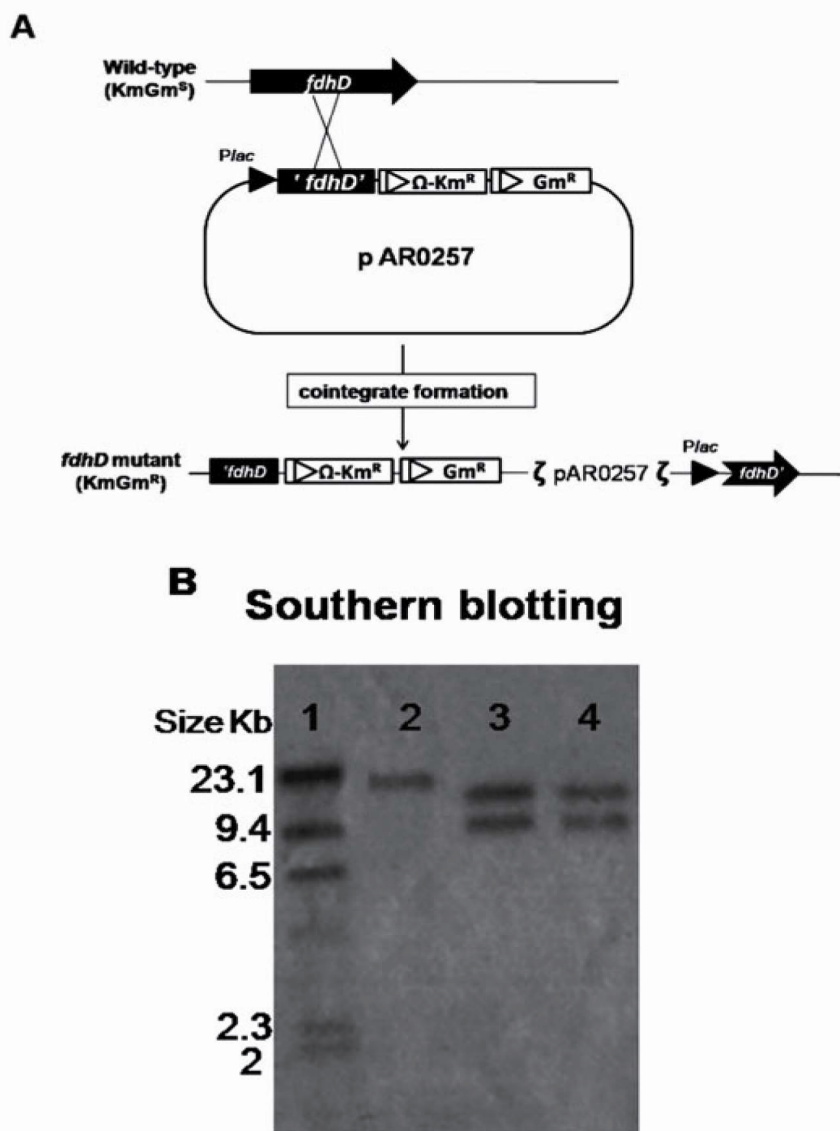 A
Wild-type
(KmGmˢ)
fdhD
Plac
'fdhD'
Ω-Kmᴿ
Gmᴿ
pAR0257
cointegrate formation
fdhD mutant
(KmGmᴿ)
'fdhD
Ω-Kmᴿ
Gmᴿ
ζ pAR0257 ζ
Plac
fdhD'
B
Southern blotting
Size Kb 1 2 3 4
23.1
9.4
6.5
2.3
2